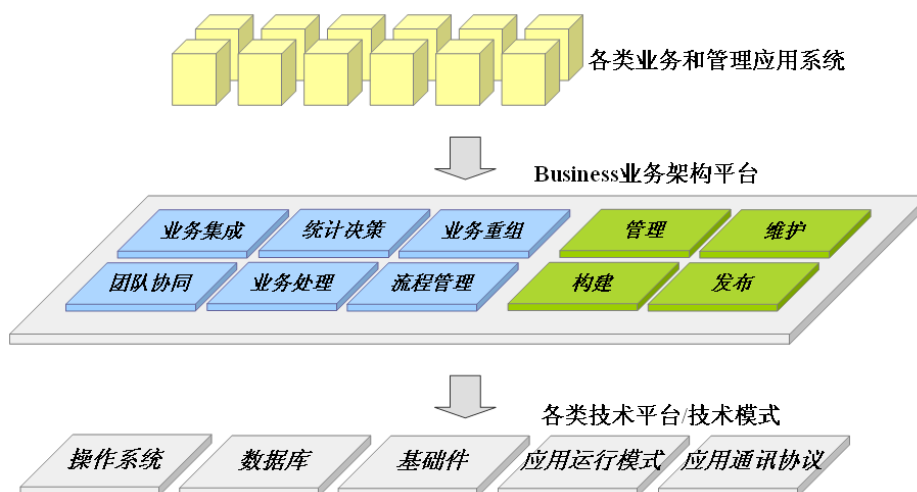 各类业务和管理应用系统
Business业务架构平台
业务集成 统计决策 业务重组 管理 维护
团队协同 业务处理 流程管理 构建 发布
各类技术平台/技术模式
操作系统 数据库 基础件 应用运行模式 应用通讯协议